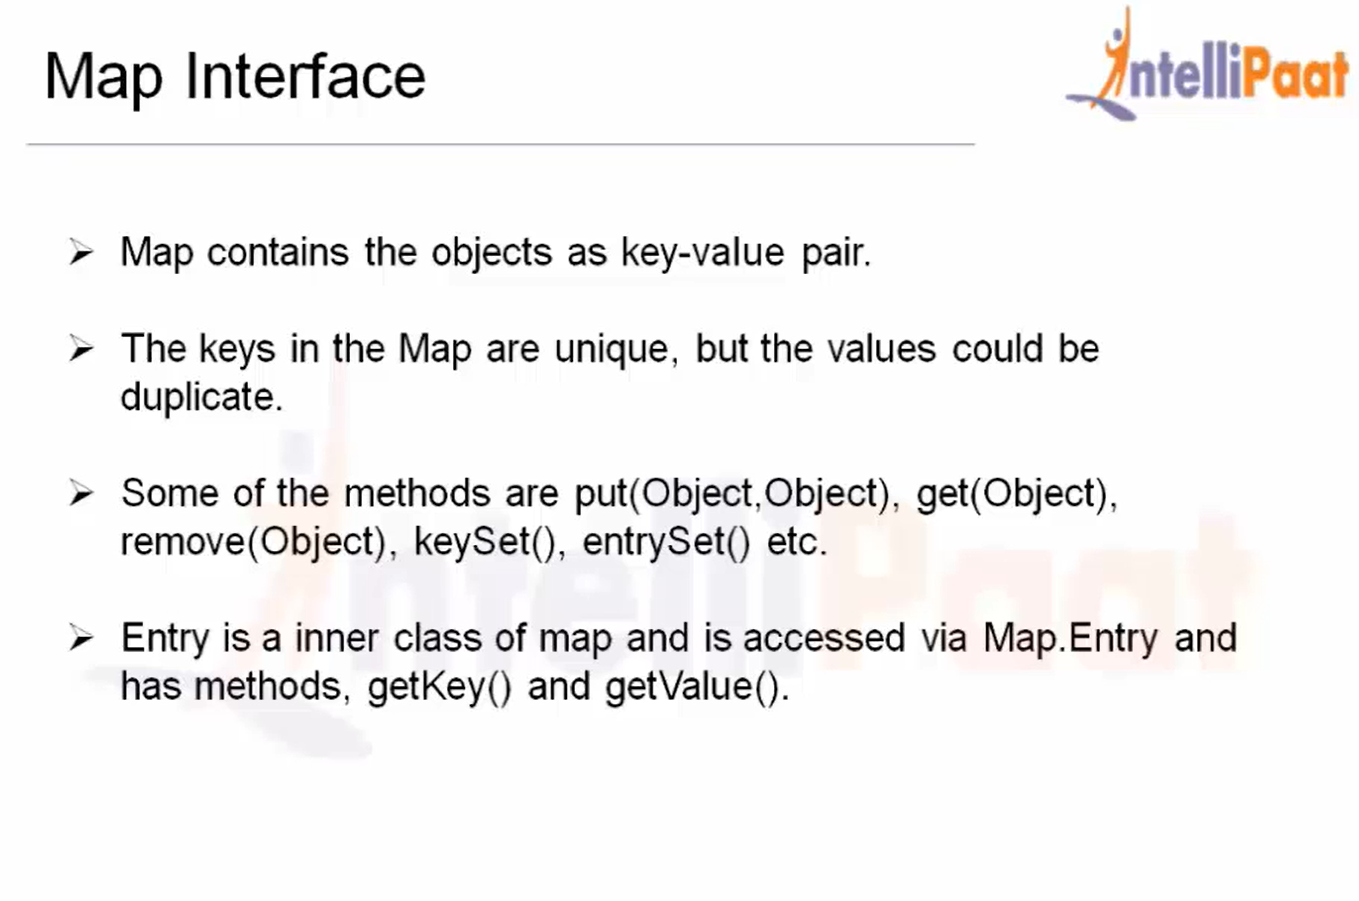 Map Interface
IntelliPaat
Map contains the objects as key-value pair.
The keys in the Map are unique, but the values could be
duplicate.
Some of the methods are put(Object,Object), get(Object),
remove(Object), keySet(), entrySet() etc.
Entry is a inner class of map and is accessed via Map.Entry and
has methods, getKey() and getValue().
IntelliPaat